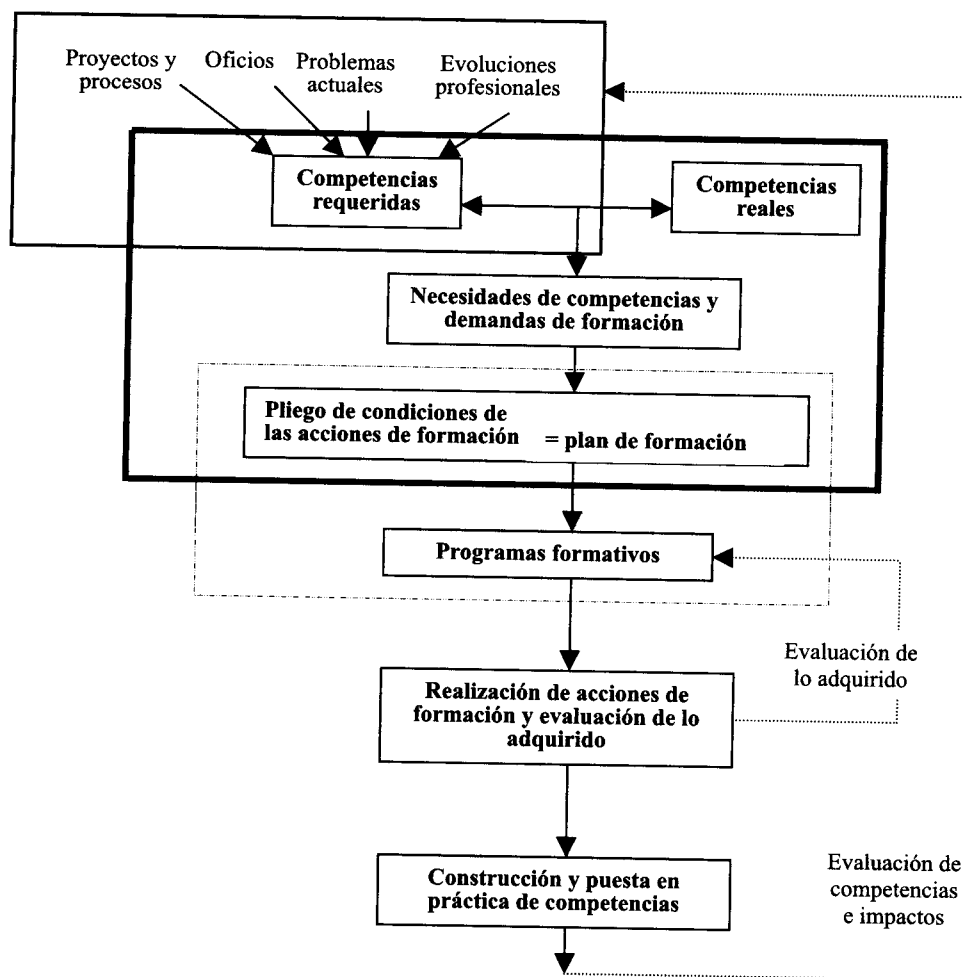 Proyectos y
procesos
Oficios
Problemas
actuales
Evoluciones
profesionales
Competencias
requeridas
Competencias
reales
Necesidades de competencias y
demandas de formación
Pliego de condiciones de
las acciones de formación = plan de formación
Programas formativos
Evaluación de
lo adquirido
Realización de acciones de
formación y evaluación de lo
adquirido
Construcción y puesta en
práctica de competencias
Evaluación de
competencias
e impactos